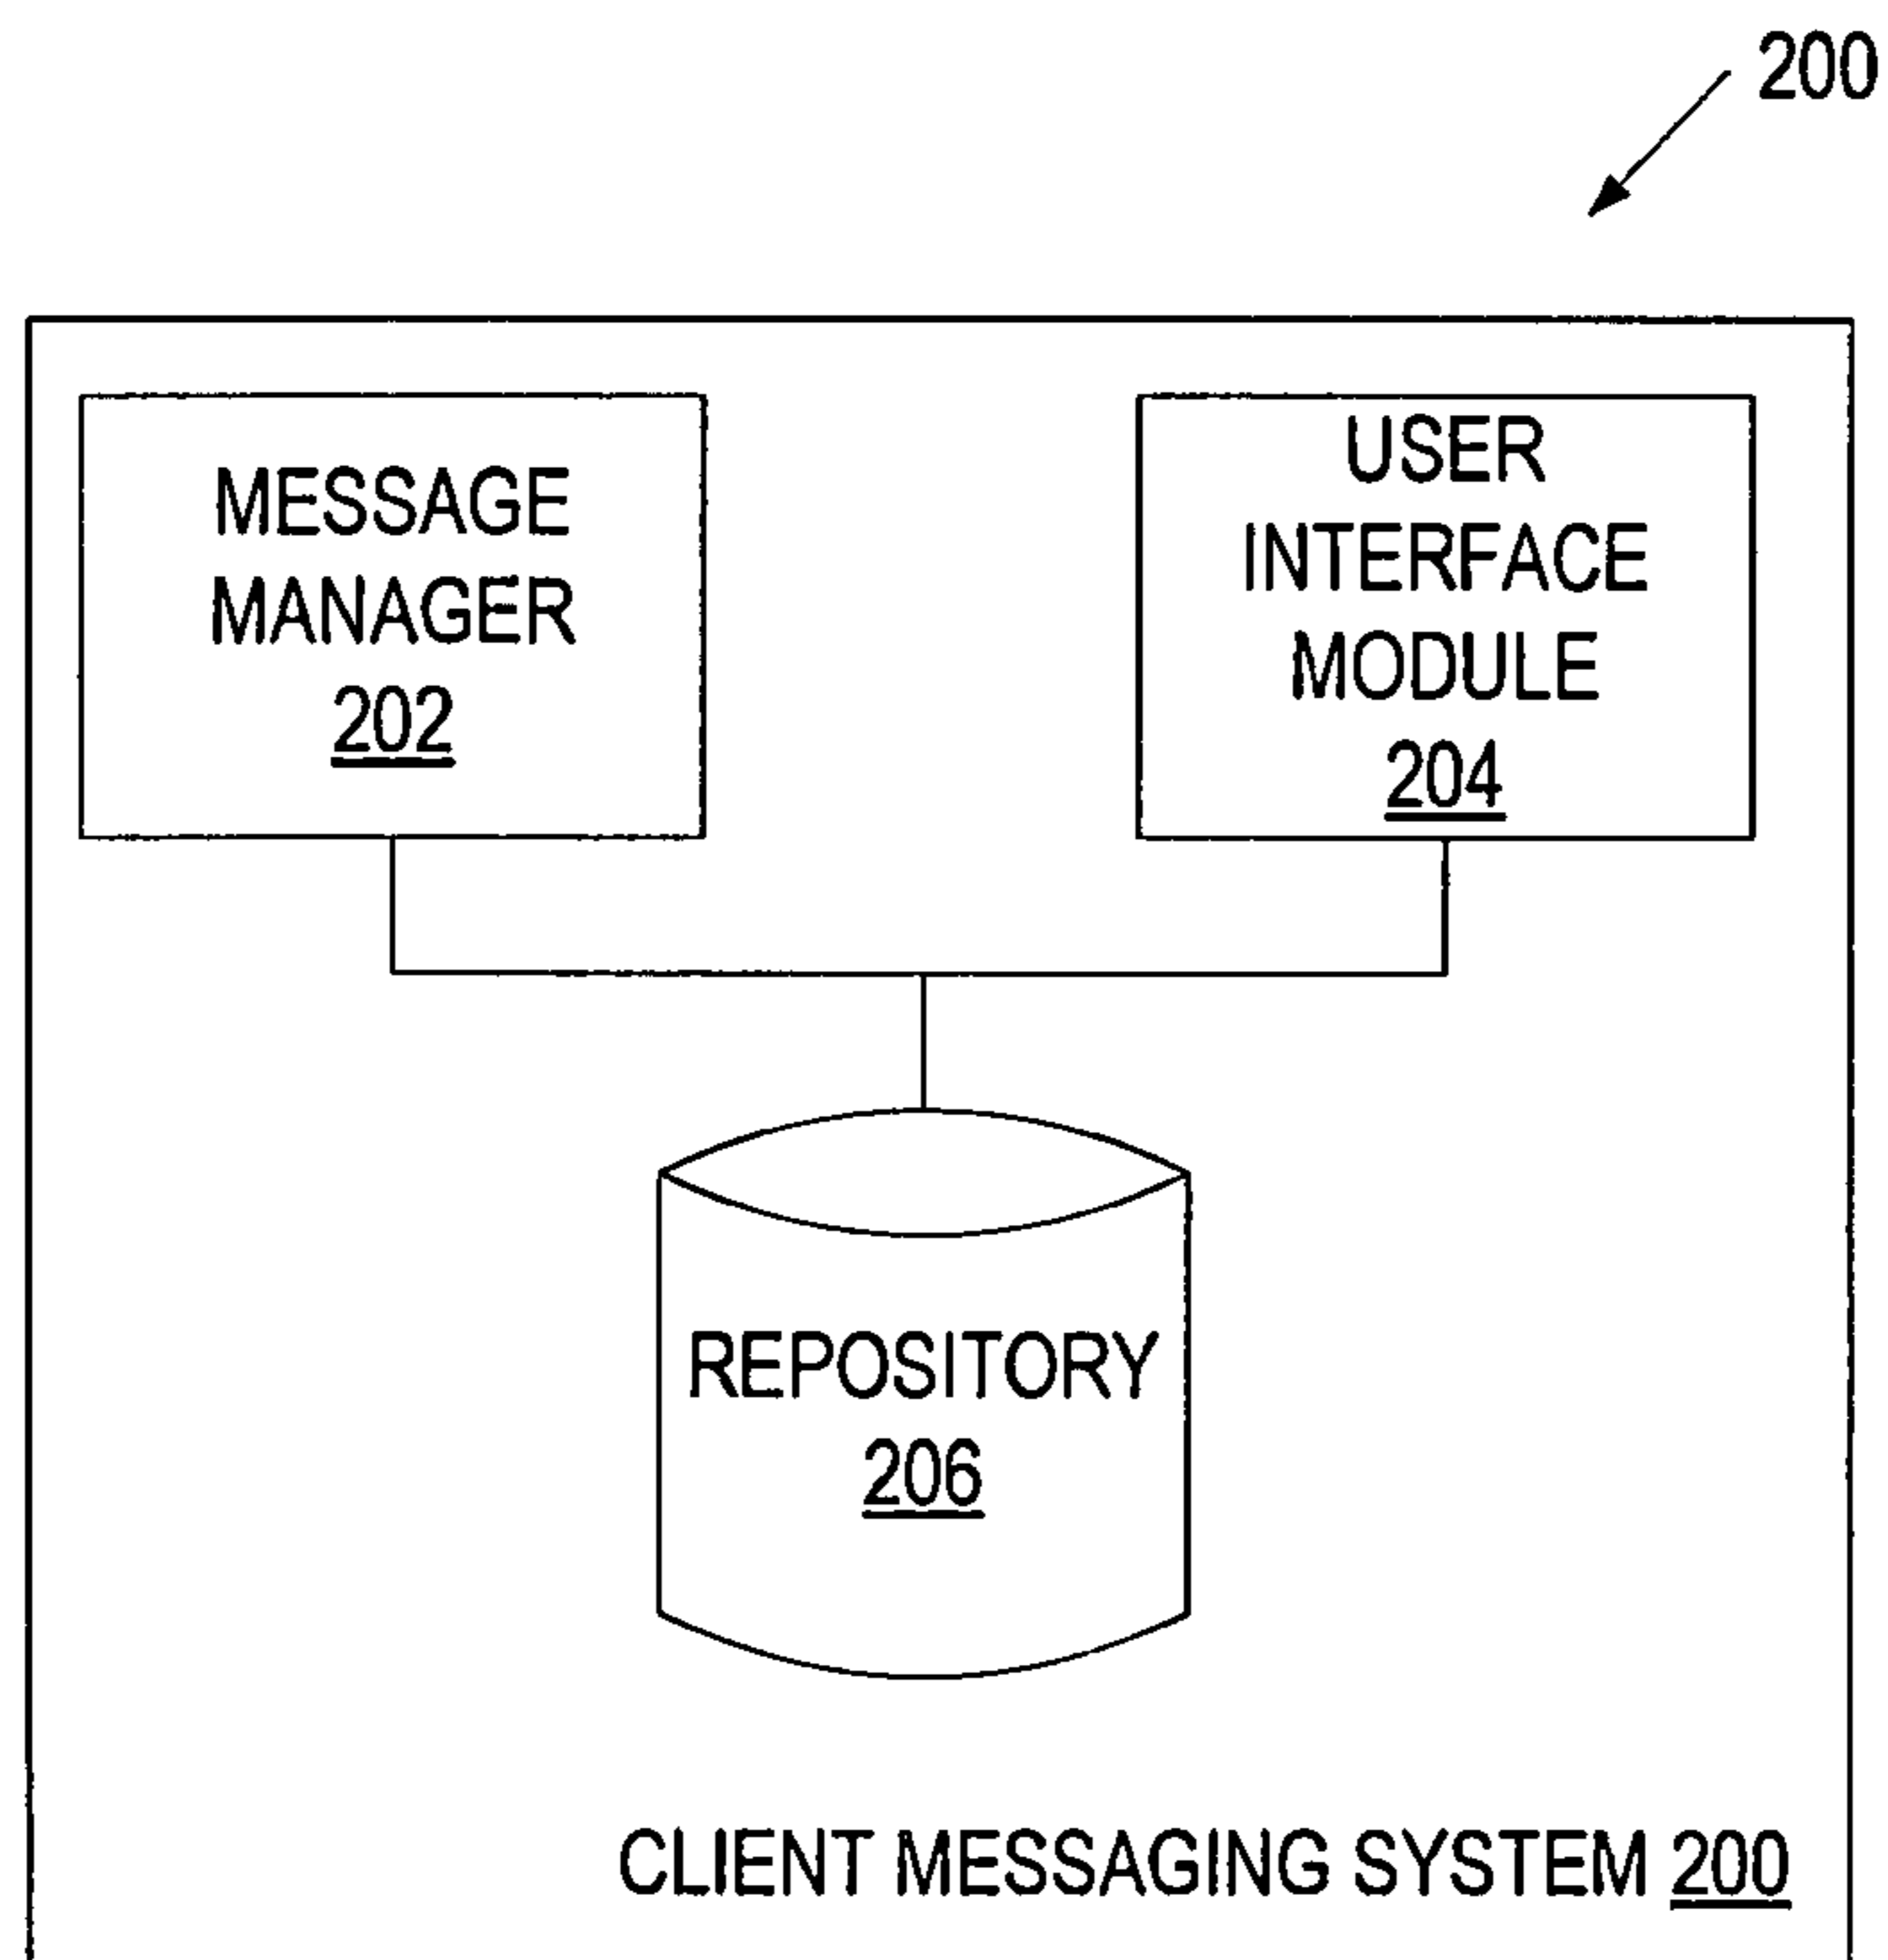 200
MESSAGE
MANAGER
202
USER
INTERFACE
MODULE
204
REPOSITORY
206
CLIENT MESSAGING SYSTEM 200